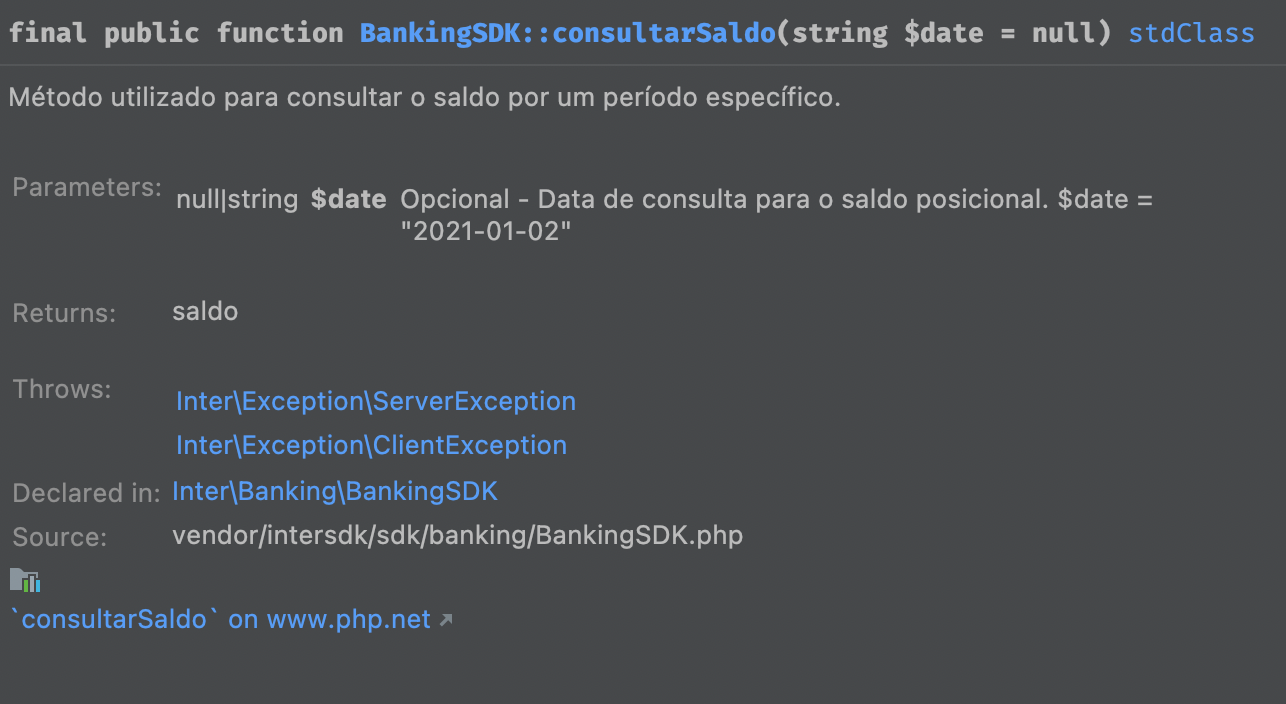 final public function BankingSDK::consultarSaldo(string $date = null) stdClass
Método utilizado para consultar o saldo por um período específico.
Parameters: null|string $date Opcional - Data de consulta para o saldo posicional. $date =
"2021-01-02"
Returns: saldo
Throws: Inter\Exception\ServerException
Inter\Exception\ClientException
Declared in: Inter\Banking\BankingSDK
Source: vendor/intersdk/sdk/banking/BankingSDK.php
`consultarSaldo` on www.php.net